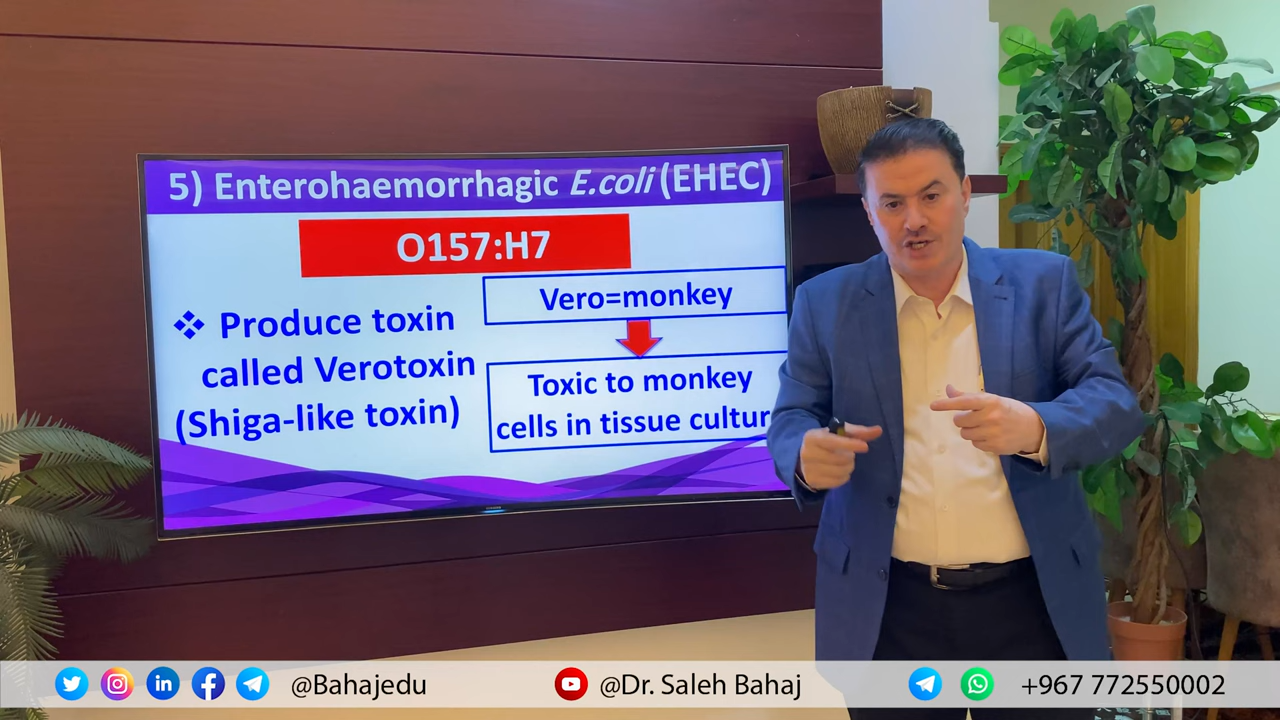 5) Enterohaemorrhagic E.coli (EHEC)
O157:H7
❖ Produce toxin
called Verotoxin
(Shiga-like toxin)
Vero=monkey
Toxic to monkey
cells in tissue cultur
@Bahajedu
@Dr. Saleh Bahaj
+967 772550002